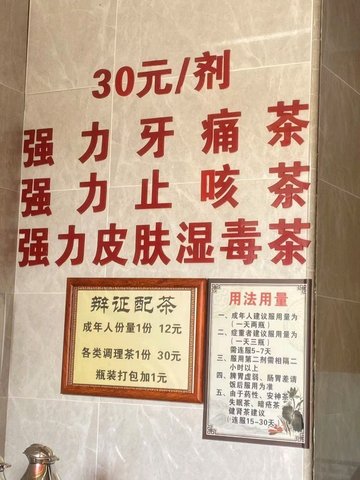 30元/剂
强力牙痛茶
强力止咳茶
强力皮肤湿毒茶
辩证配茶
成年人份量1份 12元
各类调理茶1份 30元
瓶装打包加1元
用法用量
一、成年人建议服用量为
（一天两瓶）
二、症重者建议服用量为
（一天三瓶）
需连服5-7天
三、服用第二剂需相隔二
小时以上
四、脾胃虚弱、肠胃差请
饭后服用为准
五、由于药性、安神茶
失眠茶、暗疮茶
健肾茶建议
（连服15-30天）